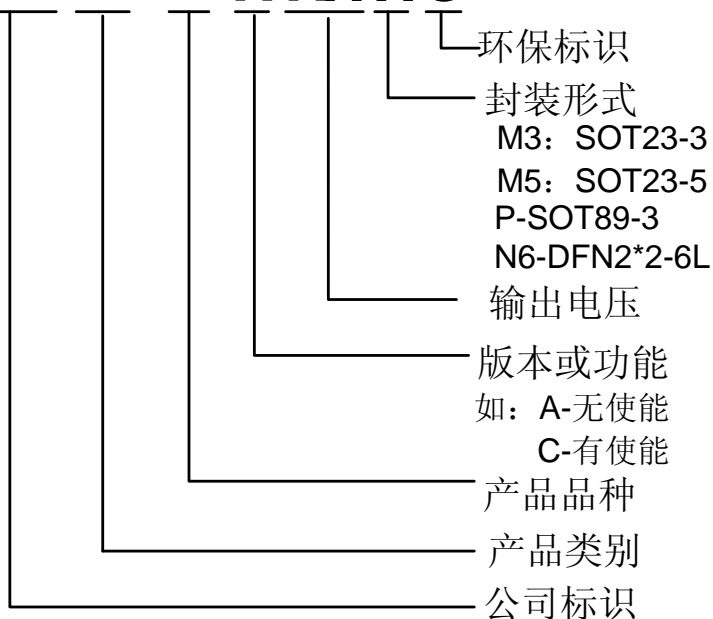 环保标识
封装形式
M3：SOT23-3
M5：SOT23-5
P-SOT89-3
N6-DFN2*2-6L
输出电压
版本或功能
如：A-无使能
C-有使能
产品品种
产品类别
公司标识